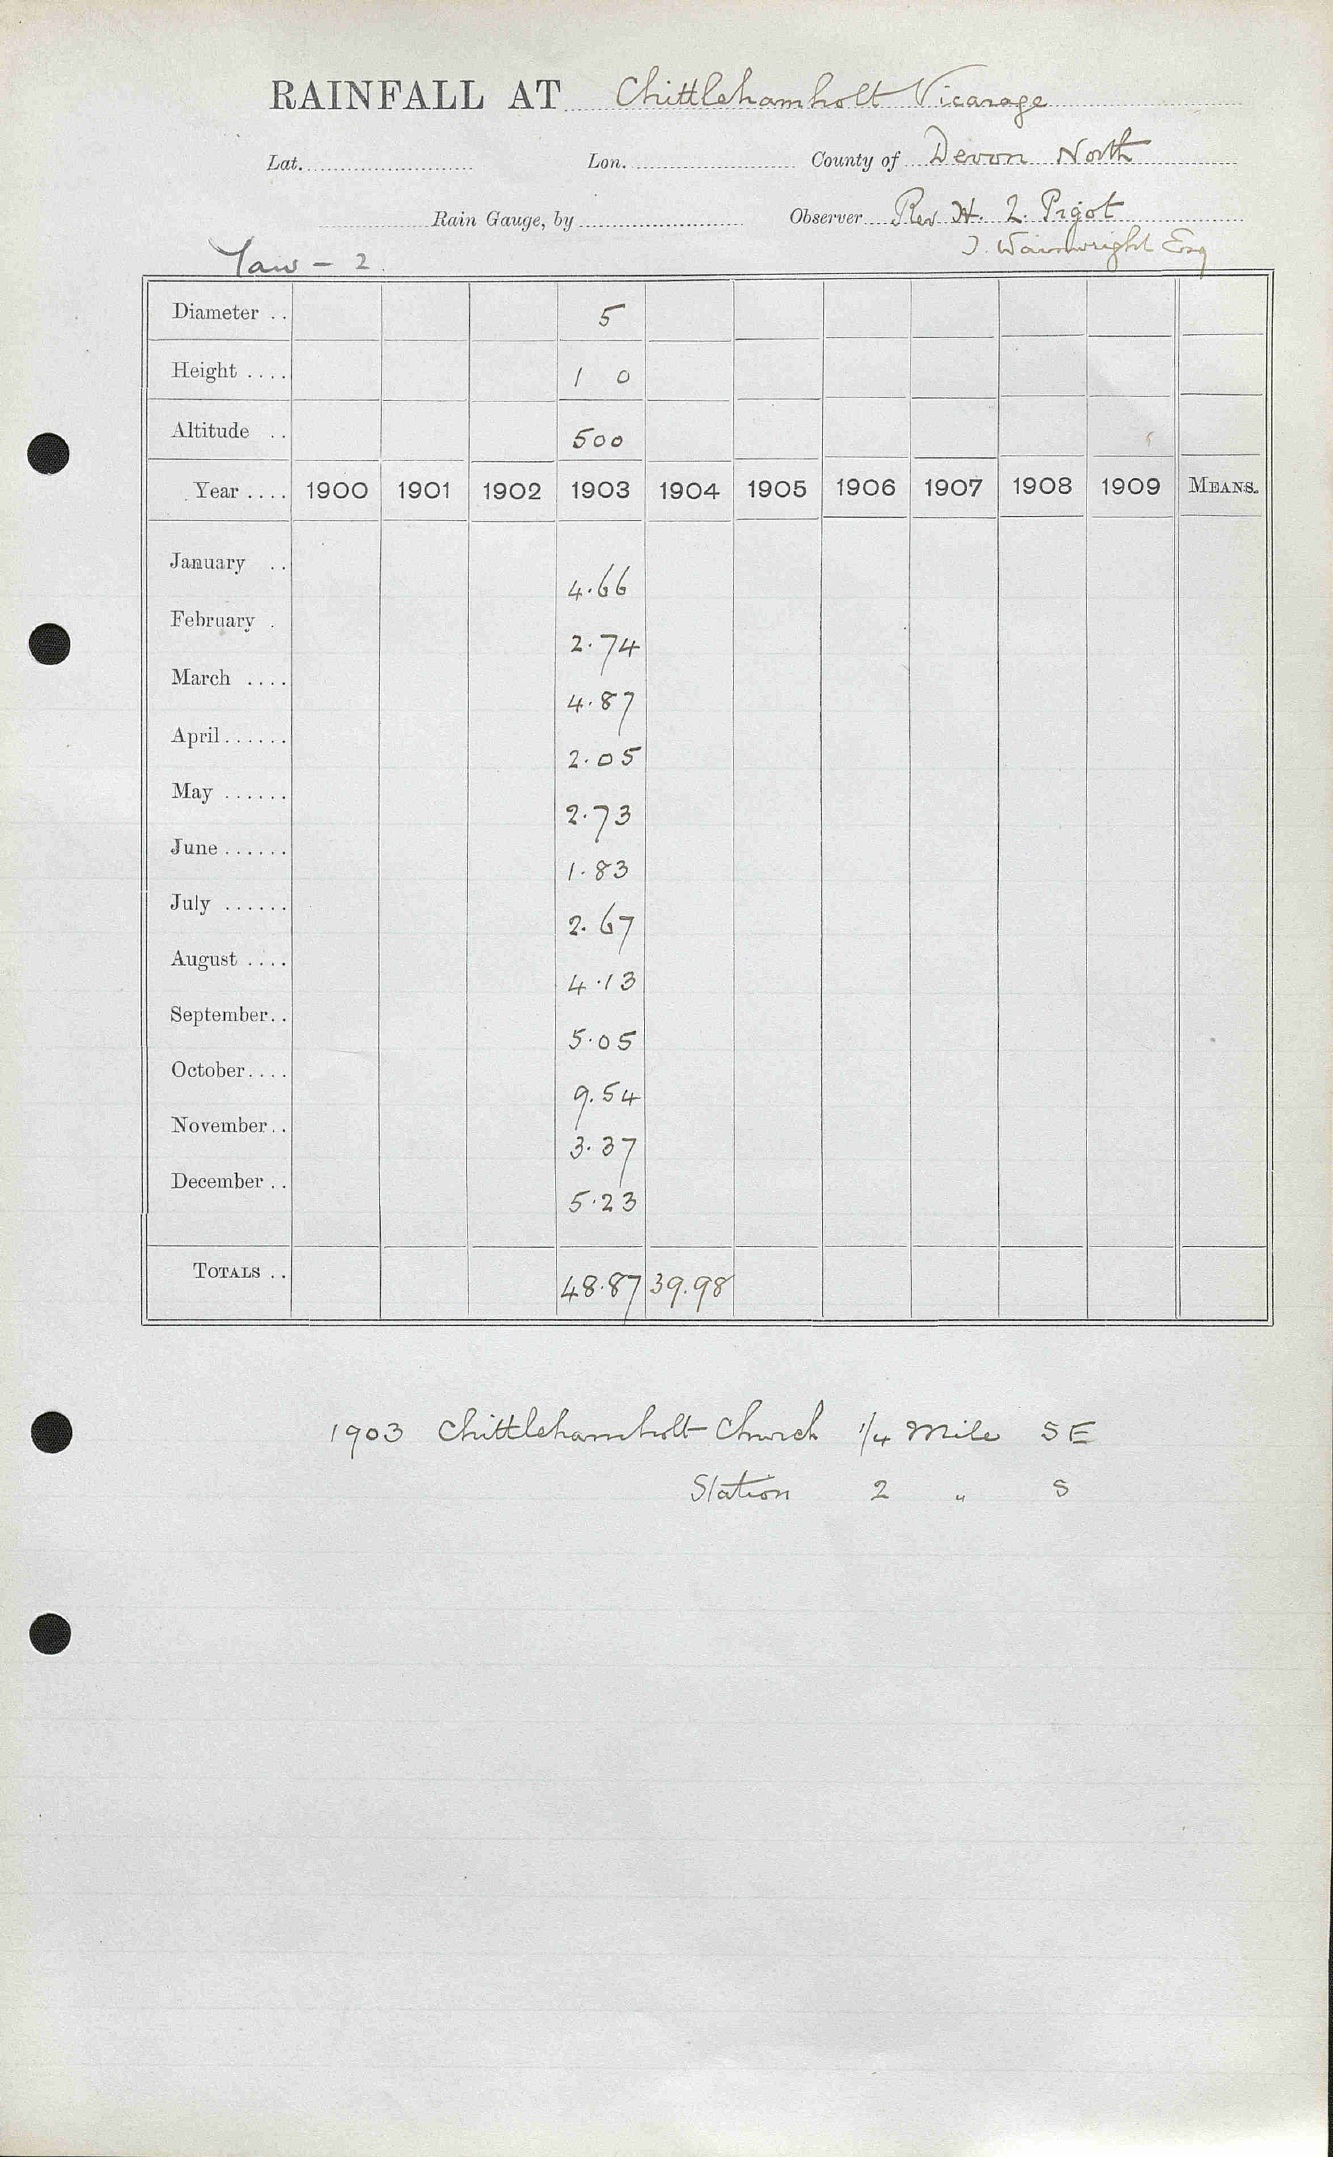 RAINFALL AT Chittlehamholt Vicarage
Lat. Lon. County of Devon North
Rain Gauge, by Observer Rev H. L. Pigot
J. Wainwright Esq
Taw - 2.
Diameter .. 5
Height .... 1 0
Altitude .. 500
Year .... 1900 1901 1902 1903 1904 1905 1906 1907 1908 1909 MEANS.
January .. 4.66
February . 2.74
March .... 4.87
April...... 2.05
May ...... 2.73
June ...... 1.83
July ...... 2.67
August .... 4.13
September.. 5.05
October.... 9.54
November.. 3.37
December .. 5.23
TOTALS .. 48.87 39.98
1903 Chittlehamholt Church 1/4 Mile SE
Station 2 " S